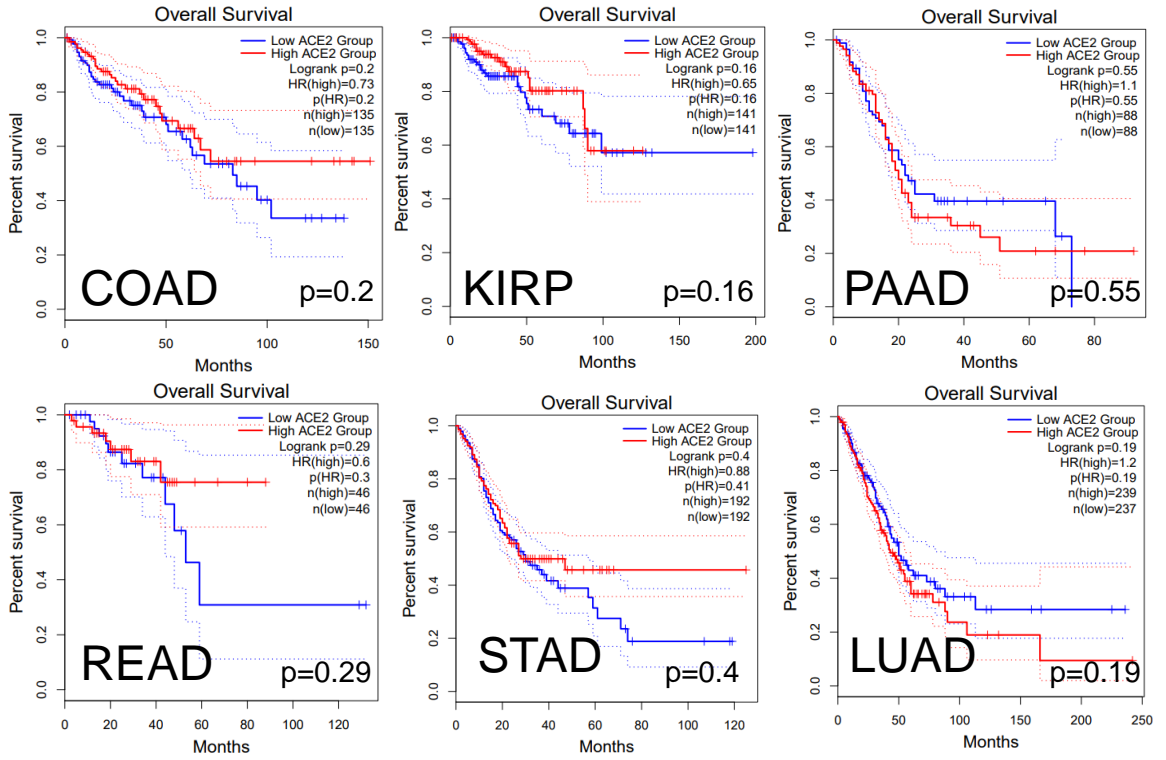 Overall Survival
Low ACE2 Group
High ACE2 Group
Logrank p=0.2
HR(high)=0.73
p(HR)=0.2
n(high)=135
n(low)=135
Percent survival
0.0 0.2 0.4 0.6 0.8 1.0
COAD
p=0.2
0 50 100 150
Months
Overall Survival
Low ACE2 Group
High ACE2 Group
Logrank p=0.16
HR(high)=0.65
p(HR)=0.16
n(high)=141
n(low)=141
Percent survival
0.0 0.2 0.4 0.6 0.8 1.0
KIRP
p=0.16
0 50 100 150 200
Months
Overall Survival
Low ACE2 Group
High ACE2 Group
Logrank p=0.55
HR(high)=1.1
p(HR)=0.55
n(high)=88
n(low)=88
Percent survival
0.0 0.2 0.4 0.6 0.8 1.0
PAAD
p=0.55
0 20 40 60 80
Months
Overall Survival
Low ACE2 Group
High ACE2 Group
Logrank p=0.29
HR(high)=0.6
p(HR)=0.3
n(high)=46
n(low)=46
Percent survival
0.0 0.2 0.4 0.6 0.8 1.0
READ
p=0.29
0 20 40 60 80 100 120
Months
Overall Survival
Low ACE2 Group
High ACE2 Group
Logrank p=0.4
HR(high)=0.88
p(HR)=0.41
n(high)=192
n(low)=192
Percent survival
0.0 0.2 0.4 0.6 0.8 1.0
STAD
p=0.4
0 20 40 60 80 100 120
Months
Overall Survival
Low ACE2 Group
High ACE2 Group
Logrank p=0.19
HR(high)=1.2
p(HR)=0.19
n(high)=239
n(low)=237
Percent survival
0.0 0.2 0.4 0.6 0.8 1.0
LUAD
p=0.19
0 50 100 150 200 250
Months